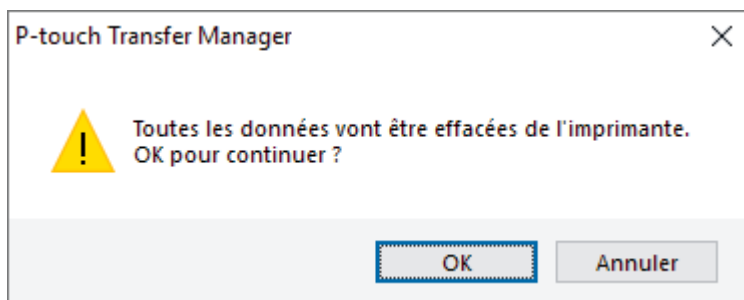 P-touch Transfer Manager
Toutes les données vont être effacées de l'imprimante.
OK pour continuer ?
OK
Annuler